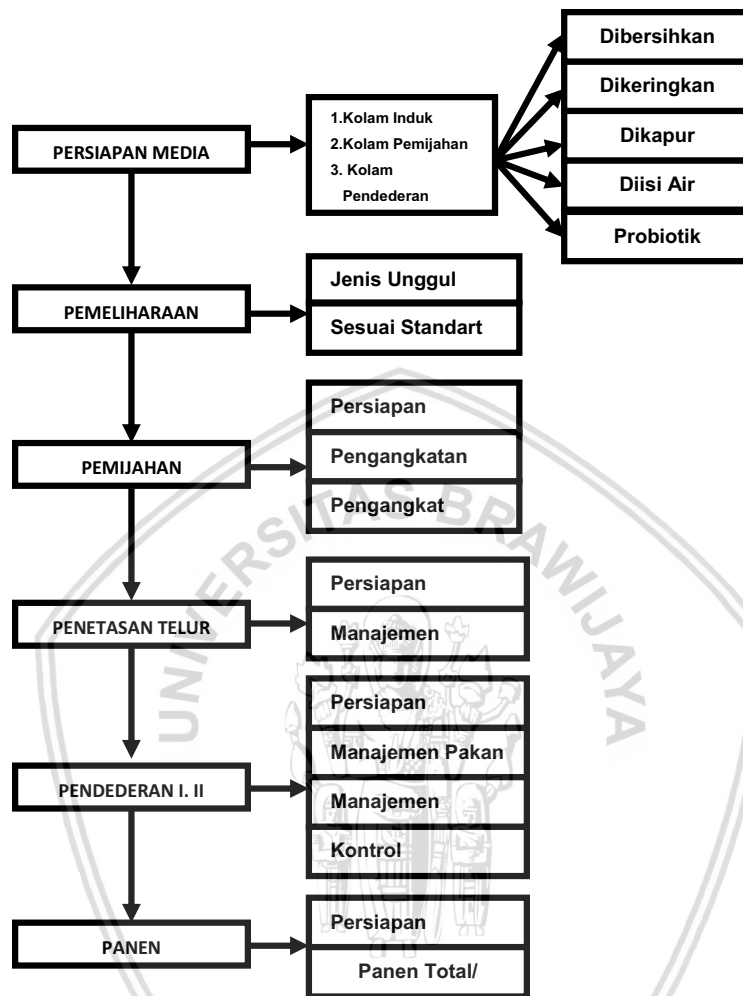 PERSIAPAN MEDIA
1.Kolam Induk
2.Kolam Pemijahan
3. Kolam
Pendederan
Dibersihkan
Dikeringkan
Dikapur
Diisi Air
Probiotik
PEMELIHARAAN
Jenis Unggul
Sesuai Standart
PEMIJAHAN
Persiapan
Pengangkatan
Pengangkat
PENETASAN TELUR
Persiapan
Manajemen
PENDEDERAN I. II
Persiapan
Manajemen Pakan
Manajemen
Kontrol
PANEN
Persiapan
Panen Total/
UNIVERSITAS BRAWIJAYA